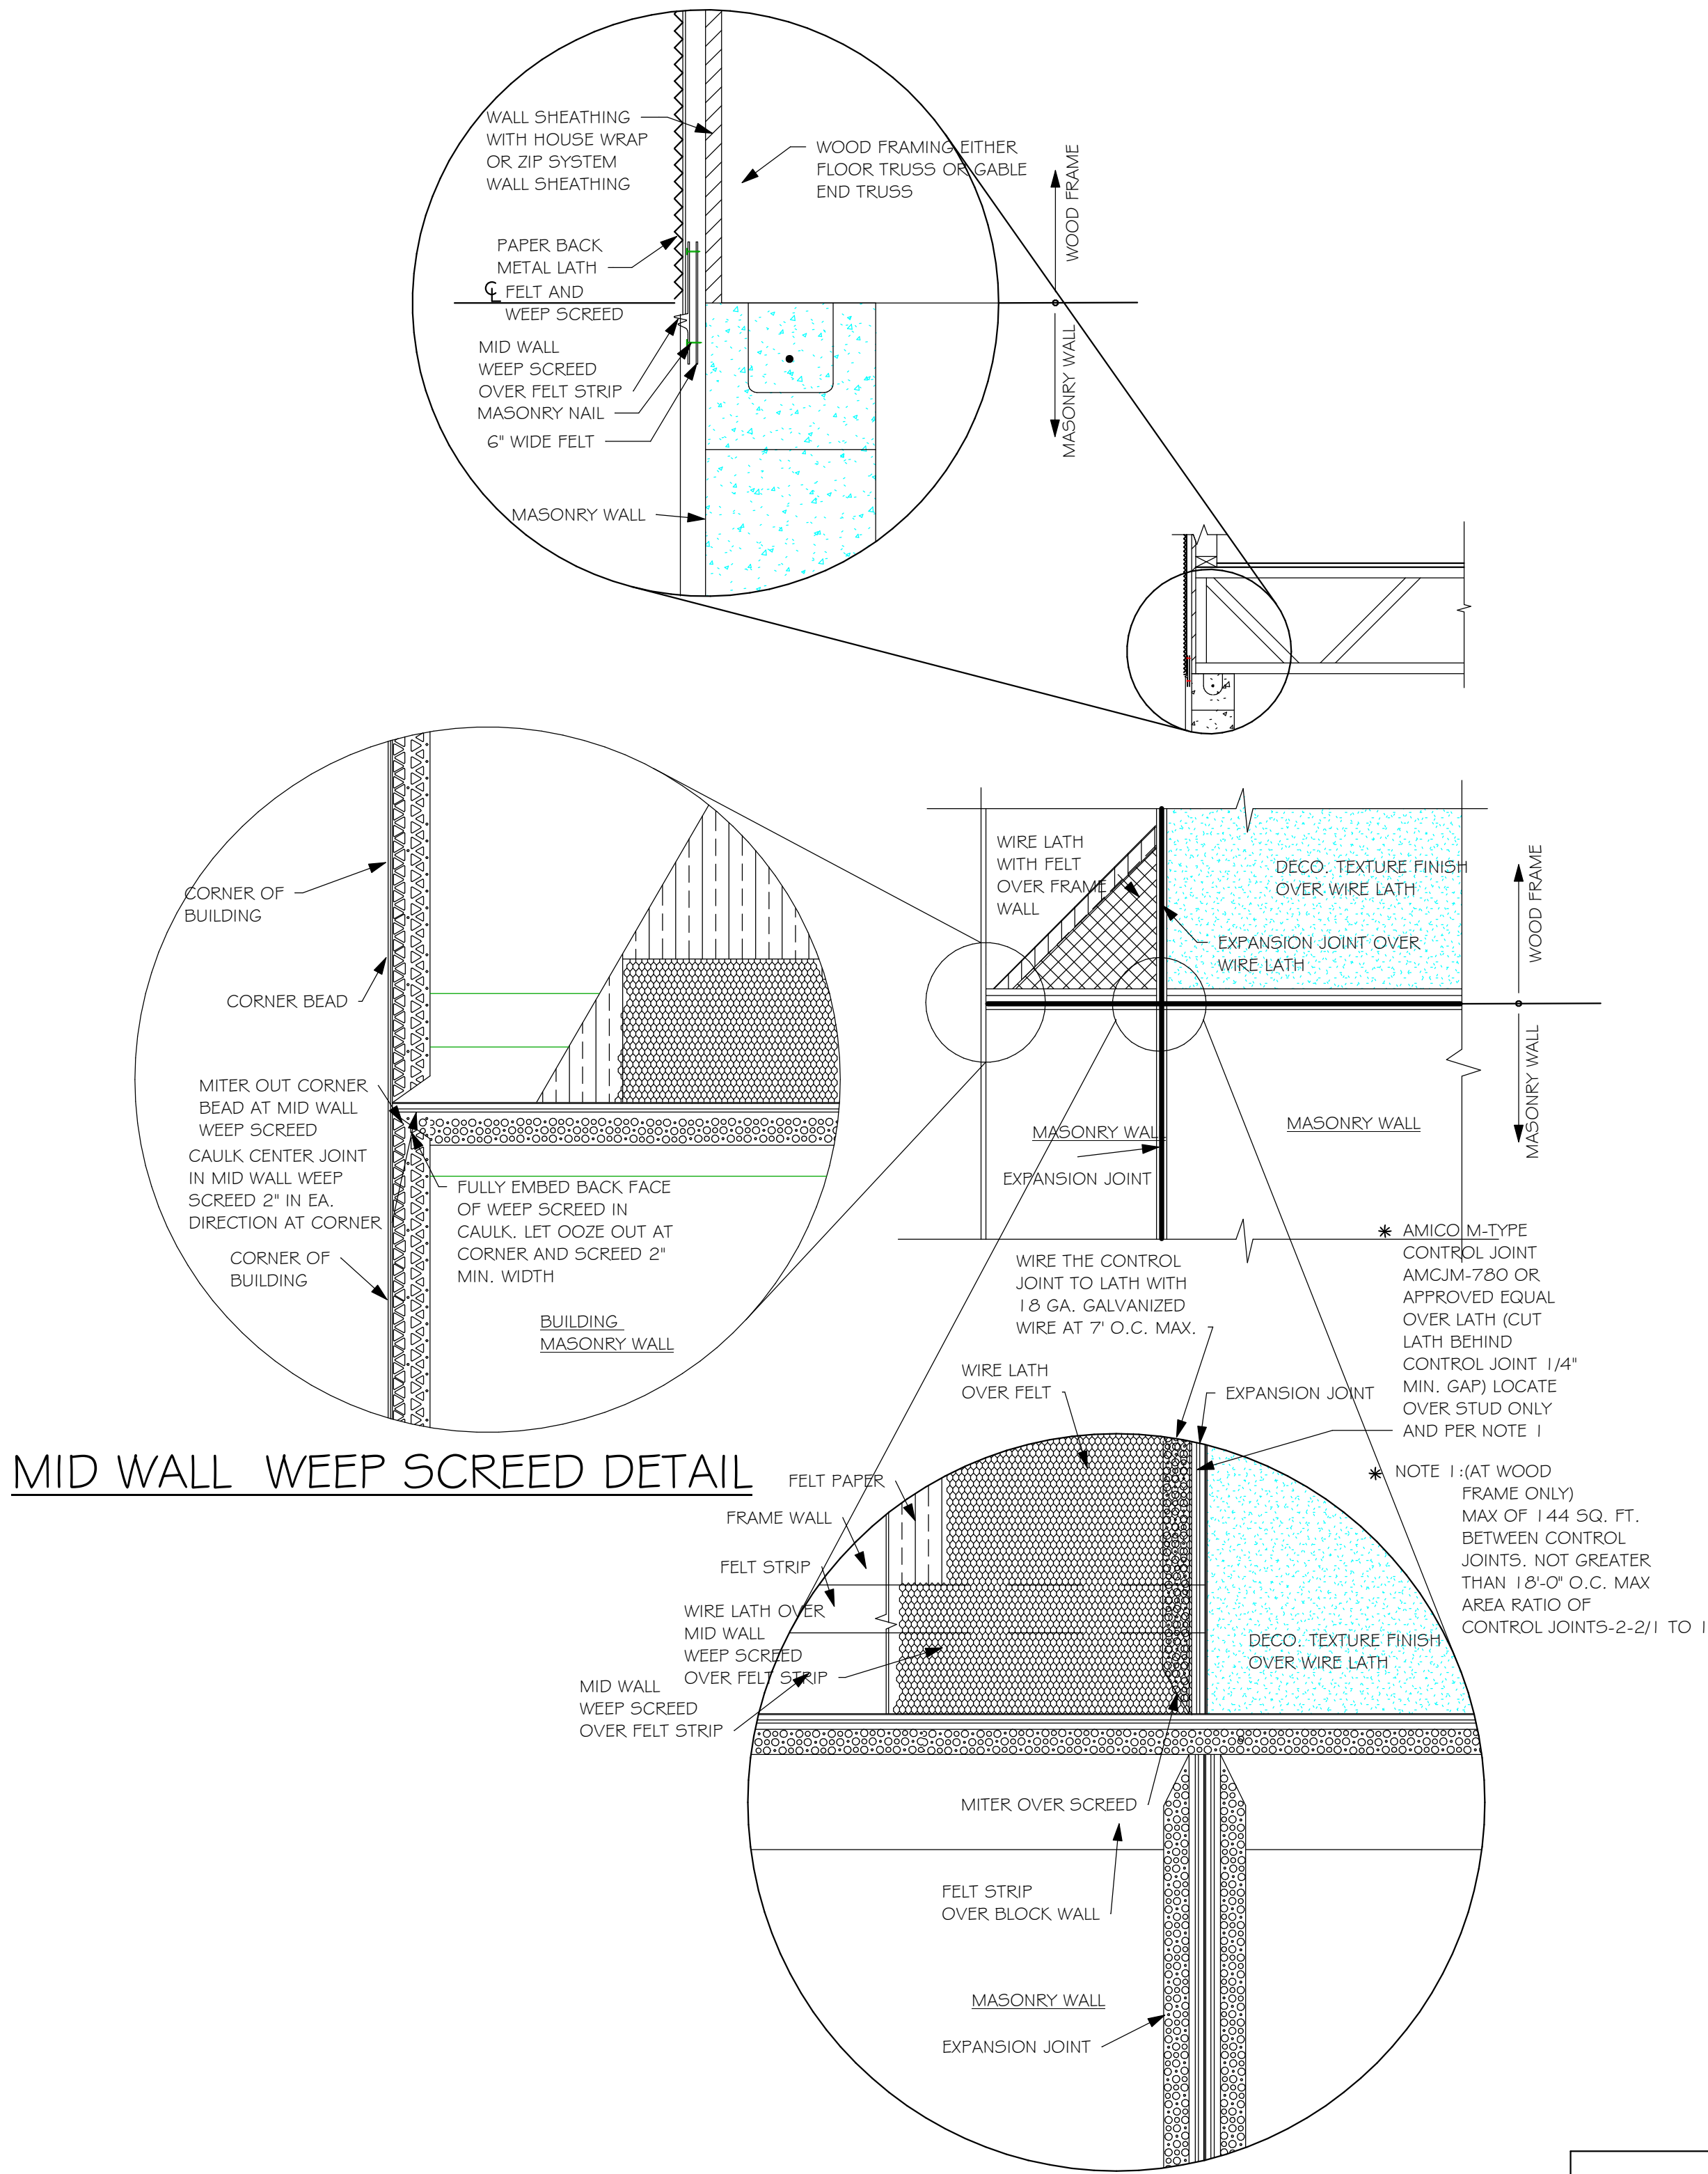 WALL SHEATHING
WITH HOUSE WRAP
OR ZIP SYSTEM
WALL SHEATHING
WOOD FRAMING EITHER
FLOOR TRUSS OR GABLE
END TRUSS
PAPER BACK
METAL LATH
FELT AND
WEEP SCREED
MID WALL
WEEP SCREED
OVER FELT STRIP
MASONRY NAIL
6" WIDE FELT
MASONRY WALL
WOOD FRAME
MASONRY WALL
CORNER OF
BUILDING
CORNER BEAD
MITER OUT CORNER
BEAD AT MID WALL
WEEP SCREED
CAULK CENTER JOINT
IN MID WALL WEEP
SCREED 2" IN EA.
DIRECTION AT CORNER
CORNER OF
BUILDING
FULLY EMBED BACK FACE
OF WEEP SCREED IN
CAULK. LET OOZE OUT AT
CORNER AND SCREED 2"
MIN. WIDTH
BUILDING
MASONRY WALL
WIRE LATH
WITH FELT
OVER FRAME
WALL
DECO. TEXTURE FINISH
OVER WIRE LATH
EXPANSION JOINT OVER
WIRE LATH
WOOD FRAME
MASONRY WALL
MASONRY WALL
EXPANSION JOINT
MASONRY WALL
MID WALL WEEP SCREED DETAIL
WIRE THE CONTROL
JOINT TO LATH WITH
18 GA. GALVANIZED
WIRE AT 7' O.C. MAX.
WIRE LATH
OVER FELT
EXPANSION JOINT
* AMICO M-TYPE
CONTROL JOINT
AMCJM-780 OR
APPROVED EQUAL
OVER LATH (CUT
LATH BEHIND
CONTROL JOINT 1/4"
MIN. GAP) LOCATE
OVER STUD ONLY
AND PER NOTE 1
* NOTE 1:(AT WOOD
FRAME ONLY)
MAX OF 144 SQ. FT.
BETWEEN CONTROL
JOINTS. NOT GREATER
THAN 18'-0" O.C. MAX
AREA RATIO OF
CONTROL JOINTS-2-2/1 TO 1
FELT PAPER
FRAME WALL
FELT STRIP
WIRE LATH OVER
MID WALL
WEEP SCREED
OVER FELT STRIP
MID WALL
WEEP SCREED
OVER FELT STRIP
DECO. TEXTURE FINISH
OVER WIRE LATH
MITER OVER SCREED
FELT STRIP
OVER BLOCK WALL
MASONRY WALL
EXPANSION JOINT